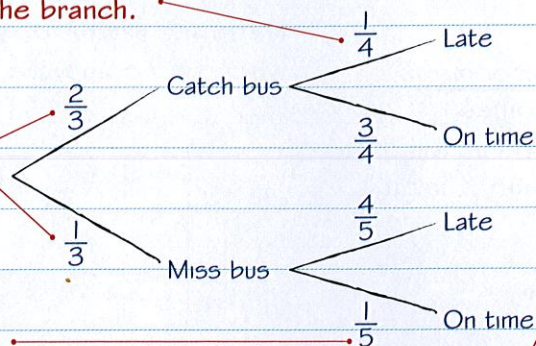 the branch.
1/4 Late
2/3 Catch bus
3/4 On time
4/5 Late
1/3 Miss bus
1/5 On time